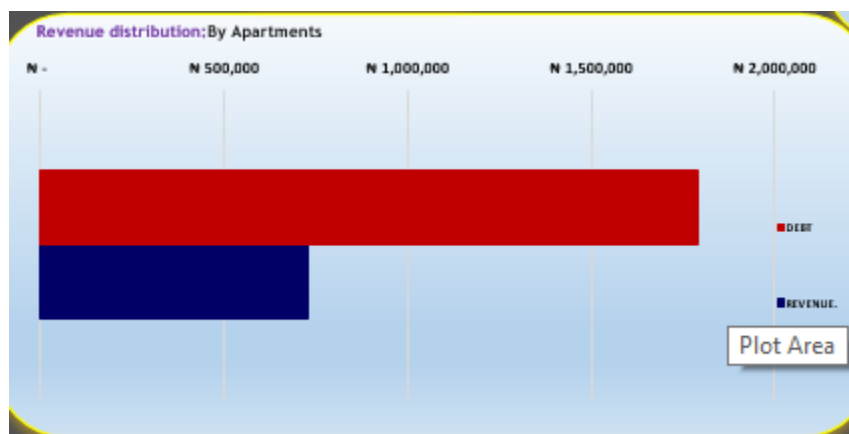 Revenue distribution:By Apartments
₦ - ₦ 500,000 ₦ 1,000,000 ₦ 1,500,000 ₦ 2,000,000
DEBT
REVENUE.
Plot Area